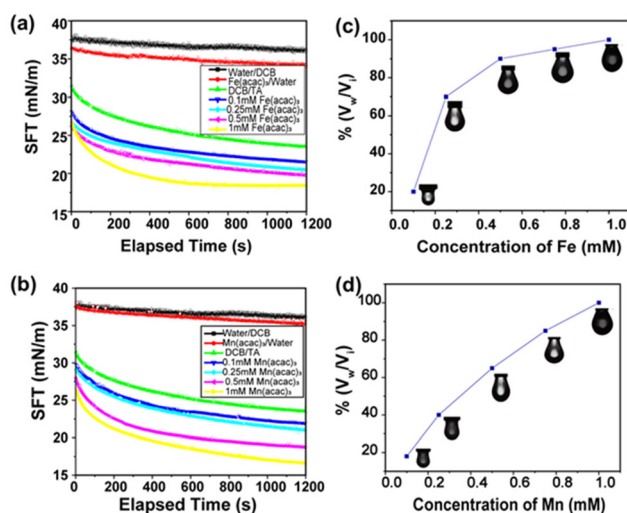 (a)
SFT (mN/m)
40
35
30
25
20
15
Water/DCB
Fe(acac)₃/Water
DCB/TA
0.1mM Fe(acac)₃
0.25mM Fe(acac)₃
0.5mM Fe(acac)₃
1mM Fe(acac)₃
0 200 400 600 800 1000 1200
Elapsed Time (s)
(c)
% (Vw/Vi)
100
80
60
40
20
0.0 0.2 0.4 0.6 0.8 1.0
Concentration of Fe (mM)
(b)
SFT (mN/m)
40
35
30
25
20
15
Water/DCB
Mn(acac)₃/Water
DCB/TA
0.1mM Mn(acac)₃
0.25mM Mn(acac)₃
0.5mM Mn(acac)₃
1mM Mn(acac)₃
0 200 400 600 800 1000 1200
Elapsed Time (s)
(d)
% (Vw/Vi)
100
80
60
40
20
0.0 0.2 0.4 0.6 0.8 1.0
Concentration of Mn (mM)